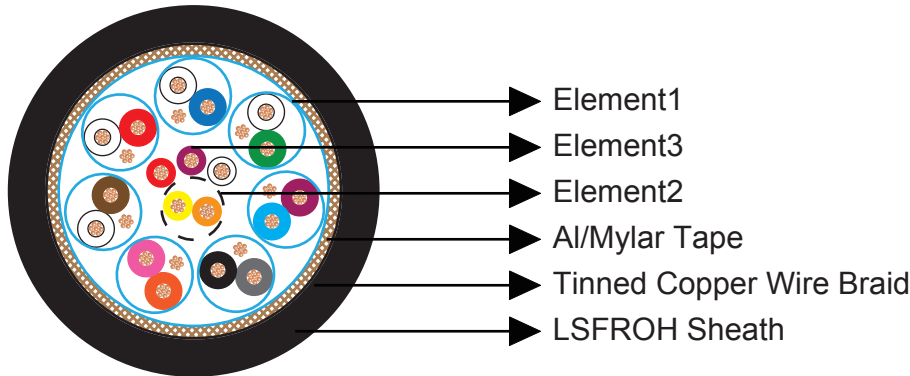 Element1
Element3
Element2
Al/Mylar Tape
Tinned Copper Wire Braid
LSFROH Sheath